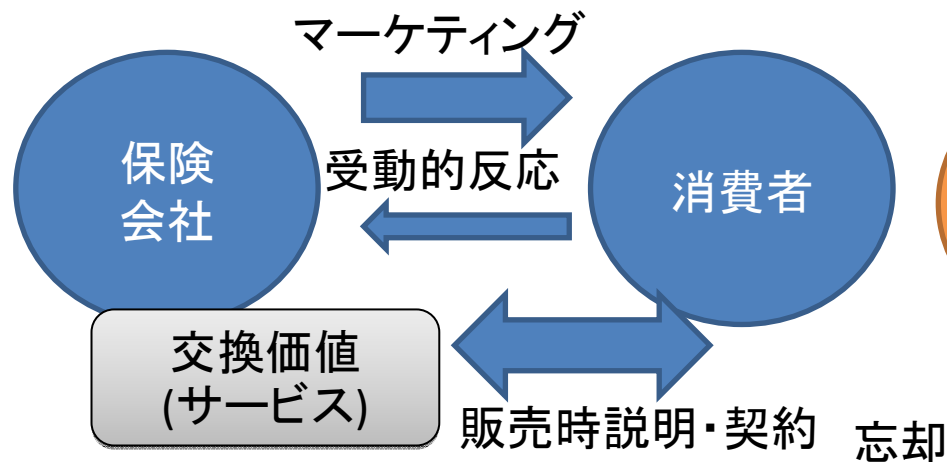 マーケティング
保険
会社
受動的反応
消費者
交換価値
(サービス)
販売時説明・契約
忘却